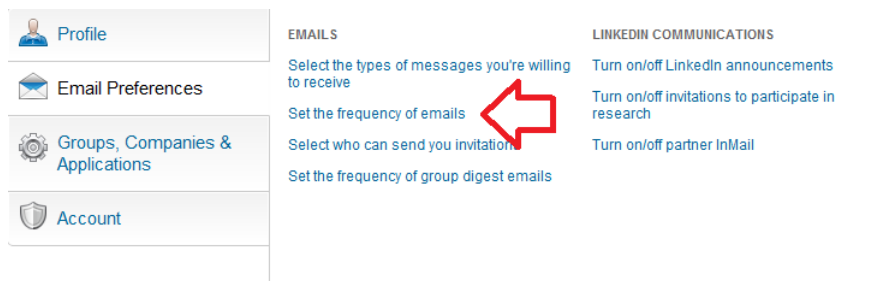 Profile
Email Preferences
Groups, Companies &
Applications
Account
EMAILS
Select the types of messages you're willing
to receive
Set the frequency of emails
Select who can send you invitations
Set the frequency of group digest emails
LINKEDIN COMMUNICATIONS
Turn on/off LinkedIn announcements
Turn on/off invitations to participate in
research
Turn on/off partner InMail